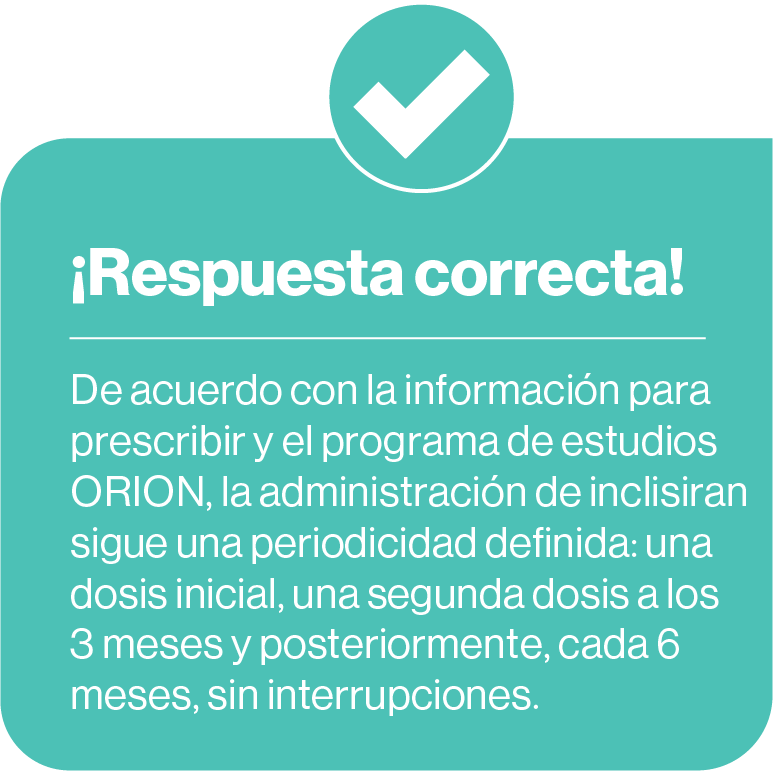 ¡Respuesta correcta!
De acuerdo con la información para
prescribir y el programa de estudios
ORION, la administración de inclisiran
sigue una periodicidad definida: una
dosis inicial, una segunda dosis a los
3 meses y posteriormente, cada 6
meses, sin interrupciones.